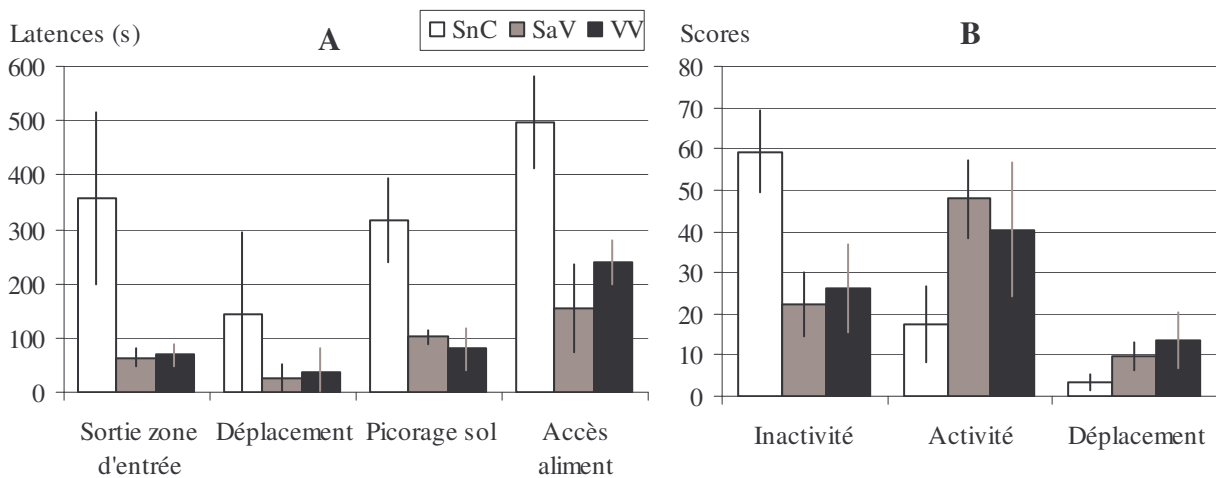 Latences (s)
A
SnC SaV VV
600
500
400
300
200
100
0
Sortie zone
d'entrée
Déplacement
Picorage sol
Accès
aliment
Scores
B
80
70
60
50
40
30
20
10
0
Inactivité
Activité
Déplacement